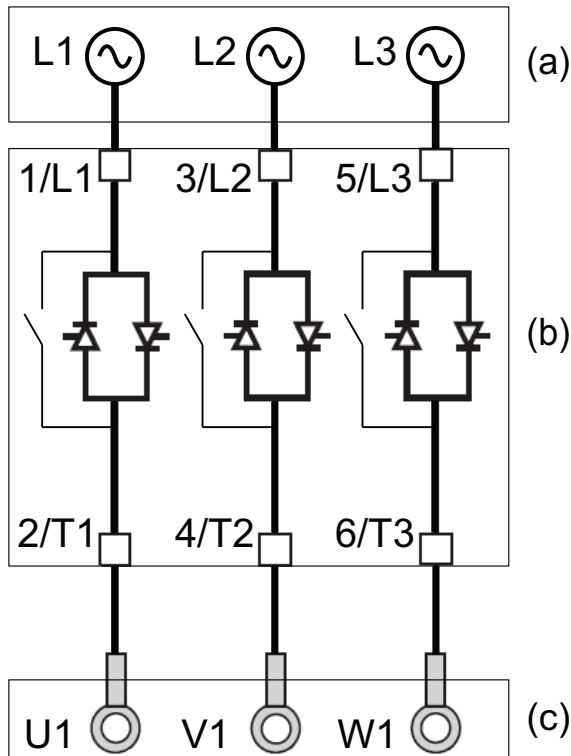 L1 L2 L3 (a)
1/L1 3/L2 5/L3
(b)
2/T1 4/T2 6/T3
U1 V1 W1 (c)